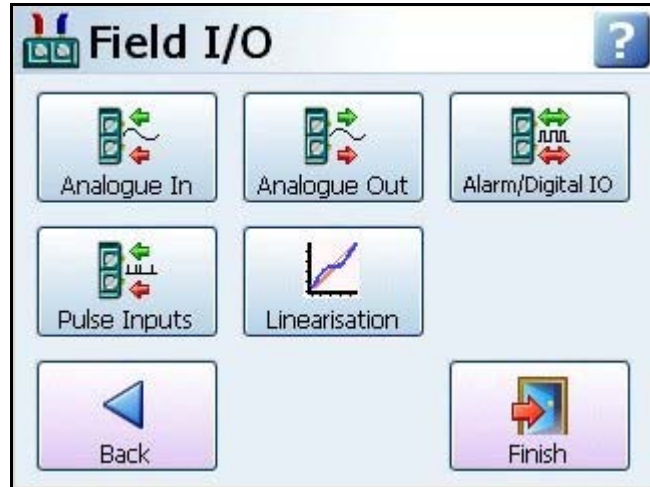 Field I/O
?
Analogue In
Analogue Out
Alarm/Digital IO
Pulse Inputs
Linearisation
Back
Finish